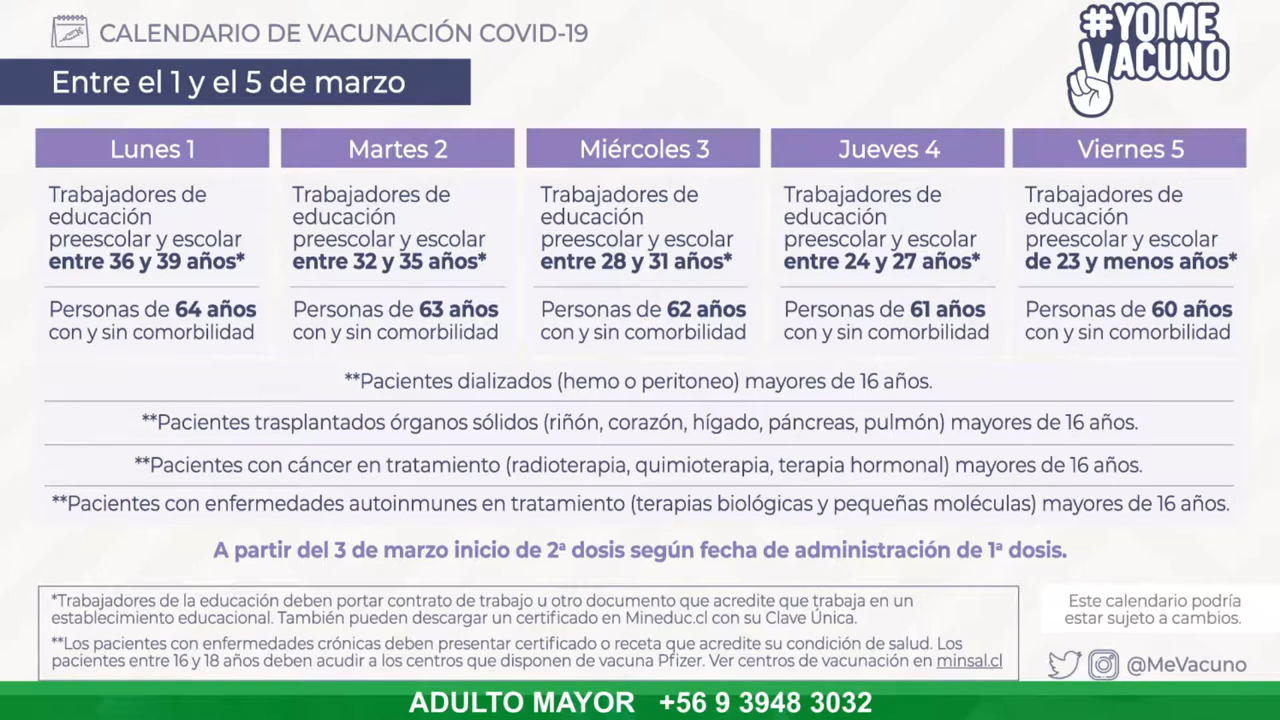 CALENDARIO DE VACUNACIÓN COVID-19
#YO ME
VACUNO
Entre el 1 y el 5 de marzo
Lunes 1
Trabajadores de
educación
preescolar y escolar
entre 36 y 39 años*
Personas de 64 años
con y sin comorbilidad
Martes 2
Trabajadores de
educación
preescolar y escolar
entre 32 y 35 años*
Personas de 63 años
con y sin comorbilidad
Miércoles 3
Trabajadores de
educación
preescolar y escolar
entre 28 y 31 años*
Personas de 62 años
con y sin comorbilidad
Jueves 4
Trabajadores de
educación
preescolar y escolar
entre 24 y 27 años*
Personas de 61 años
con y sin comorbilidad
Viernes 5
Trabajadores de
educación
preescolar y escolar
de 23 y menos años*
Personas de 60 años
con y sin comorbilidad
**Pacientes dializados (hemo o peritoneo) mayores de 16 años.
**Pacientes trasplantados órganos sólidos (riñón, corazón, hígado, páncreas, pulmón) mayores de 16 años.
**Pacientes con cáncer en tratamiento (radioterapia, quimioterapia, terapia hormonal) mayores de 16 años.
**Pacientes con enfermedades autoinmunes en tratamiento (terapias biológicas y pequeñas moléculas) mayores de 16 años.
A partir del 3 de marzo inicio de 2ª dosis según fecha de administración de 1ª dosis.
*Trabajadores de la educación deben portar contrato de trabajo u otro documento que acredite que trabaja en un
establecimiento educacional. También pueden descargar un certificado en Mineduc.cl con su Clave Única.
**Los pacientes con enfermedades crónicas deben presentar certificado o receta que acredite su condición de salud. Los
pacientes entre 16 y 18 años deben acudir a los centros que disponen de vacuna Pfizer. Ver centros de vacunación en minsal.cl
Este calendario podría
estar sujeto a cambios.
@MeVacuno
ADULTO MAYOR +56 9 3948 3032